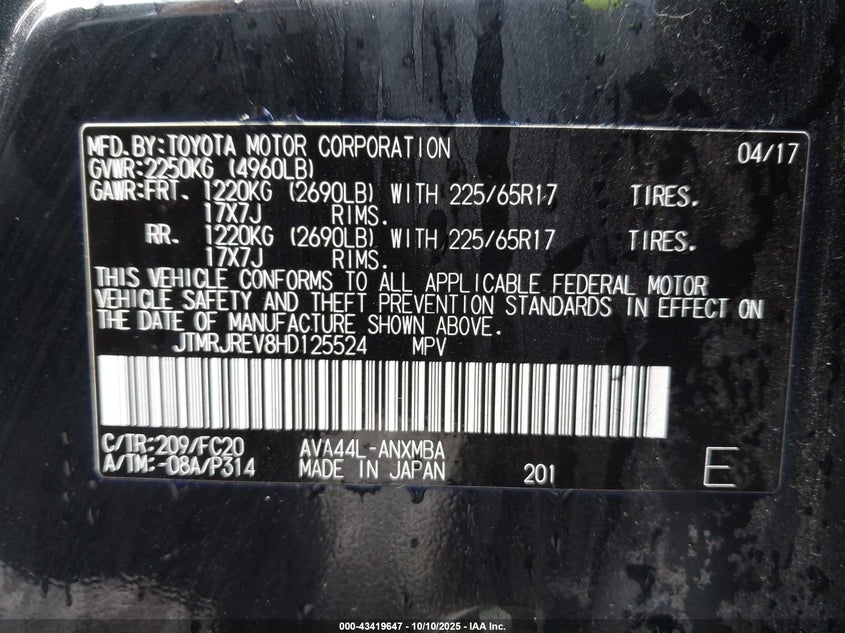 MFD.BY:TOYOTA MOTOR CORPORATION 04/17
GVWR:2250KG (4960LB)
GAWR:FRT. 1220KG (2690LB) WITH 225/65R17 TIRES.
17X7J RIMS.
RR. 1220KG (2690LB) WITH 225/65R17 TIRES.
17X7J RIMS.
THIS VEHICLE CONFORMS TO ALL APPLICABLE FEDERAL MOTOR
VEHICLE SAFETY AND THEFT PREVENTION STANDARDS IN EFFECT ON
THE DATE OF MANUFACTURE SHOWN ABOVE.
JTMRJREV8HD125524 MPV
C/TR:209/FC20 AVA44L-ANXMBA
A/TM:-08A/P314 MADE IN JAPAN 201 E
000-43419647 - 10/10/2025 - IAA Inc.